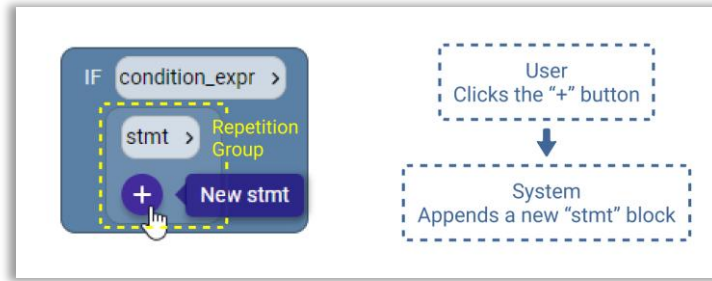 IF condition_expr >
stmt >
Repetition
Group
+
New stmt
User
Clicks the “+” button
System
Appends a new “stmt” block